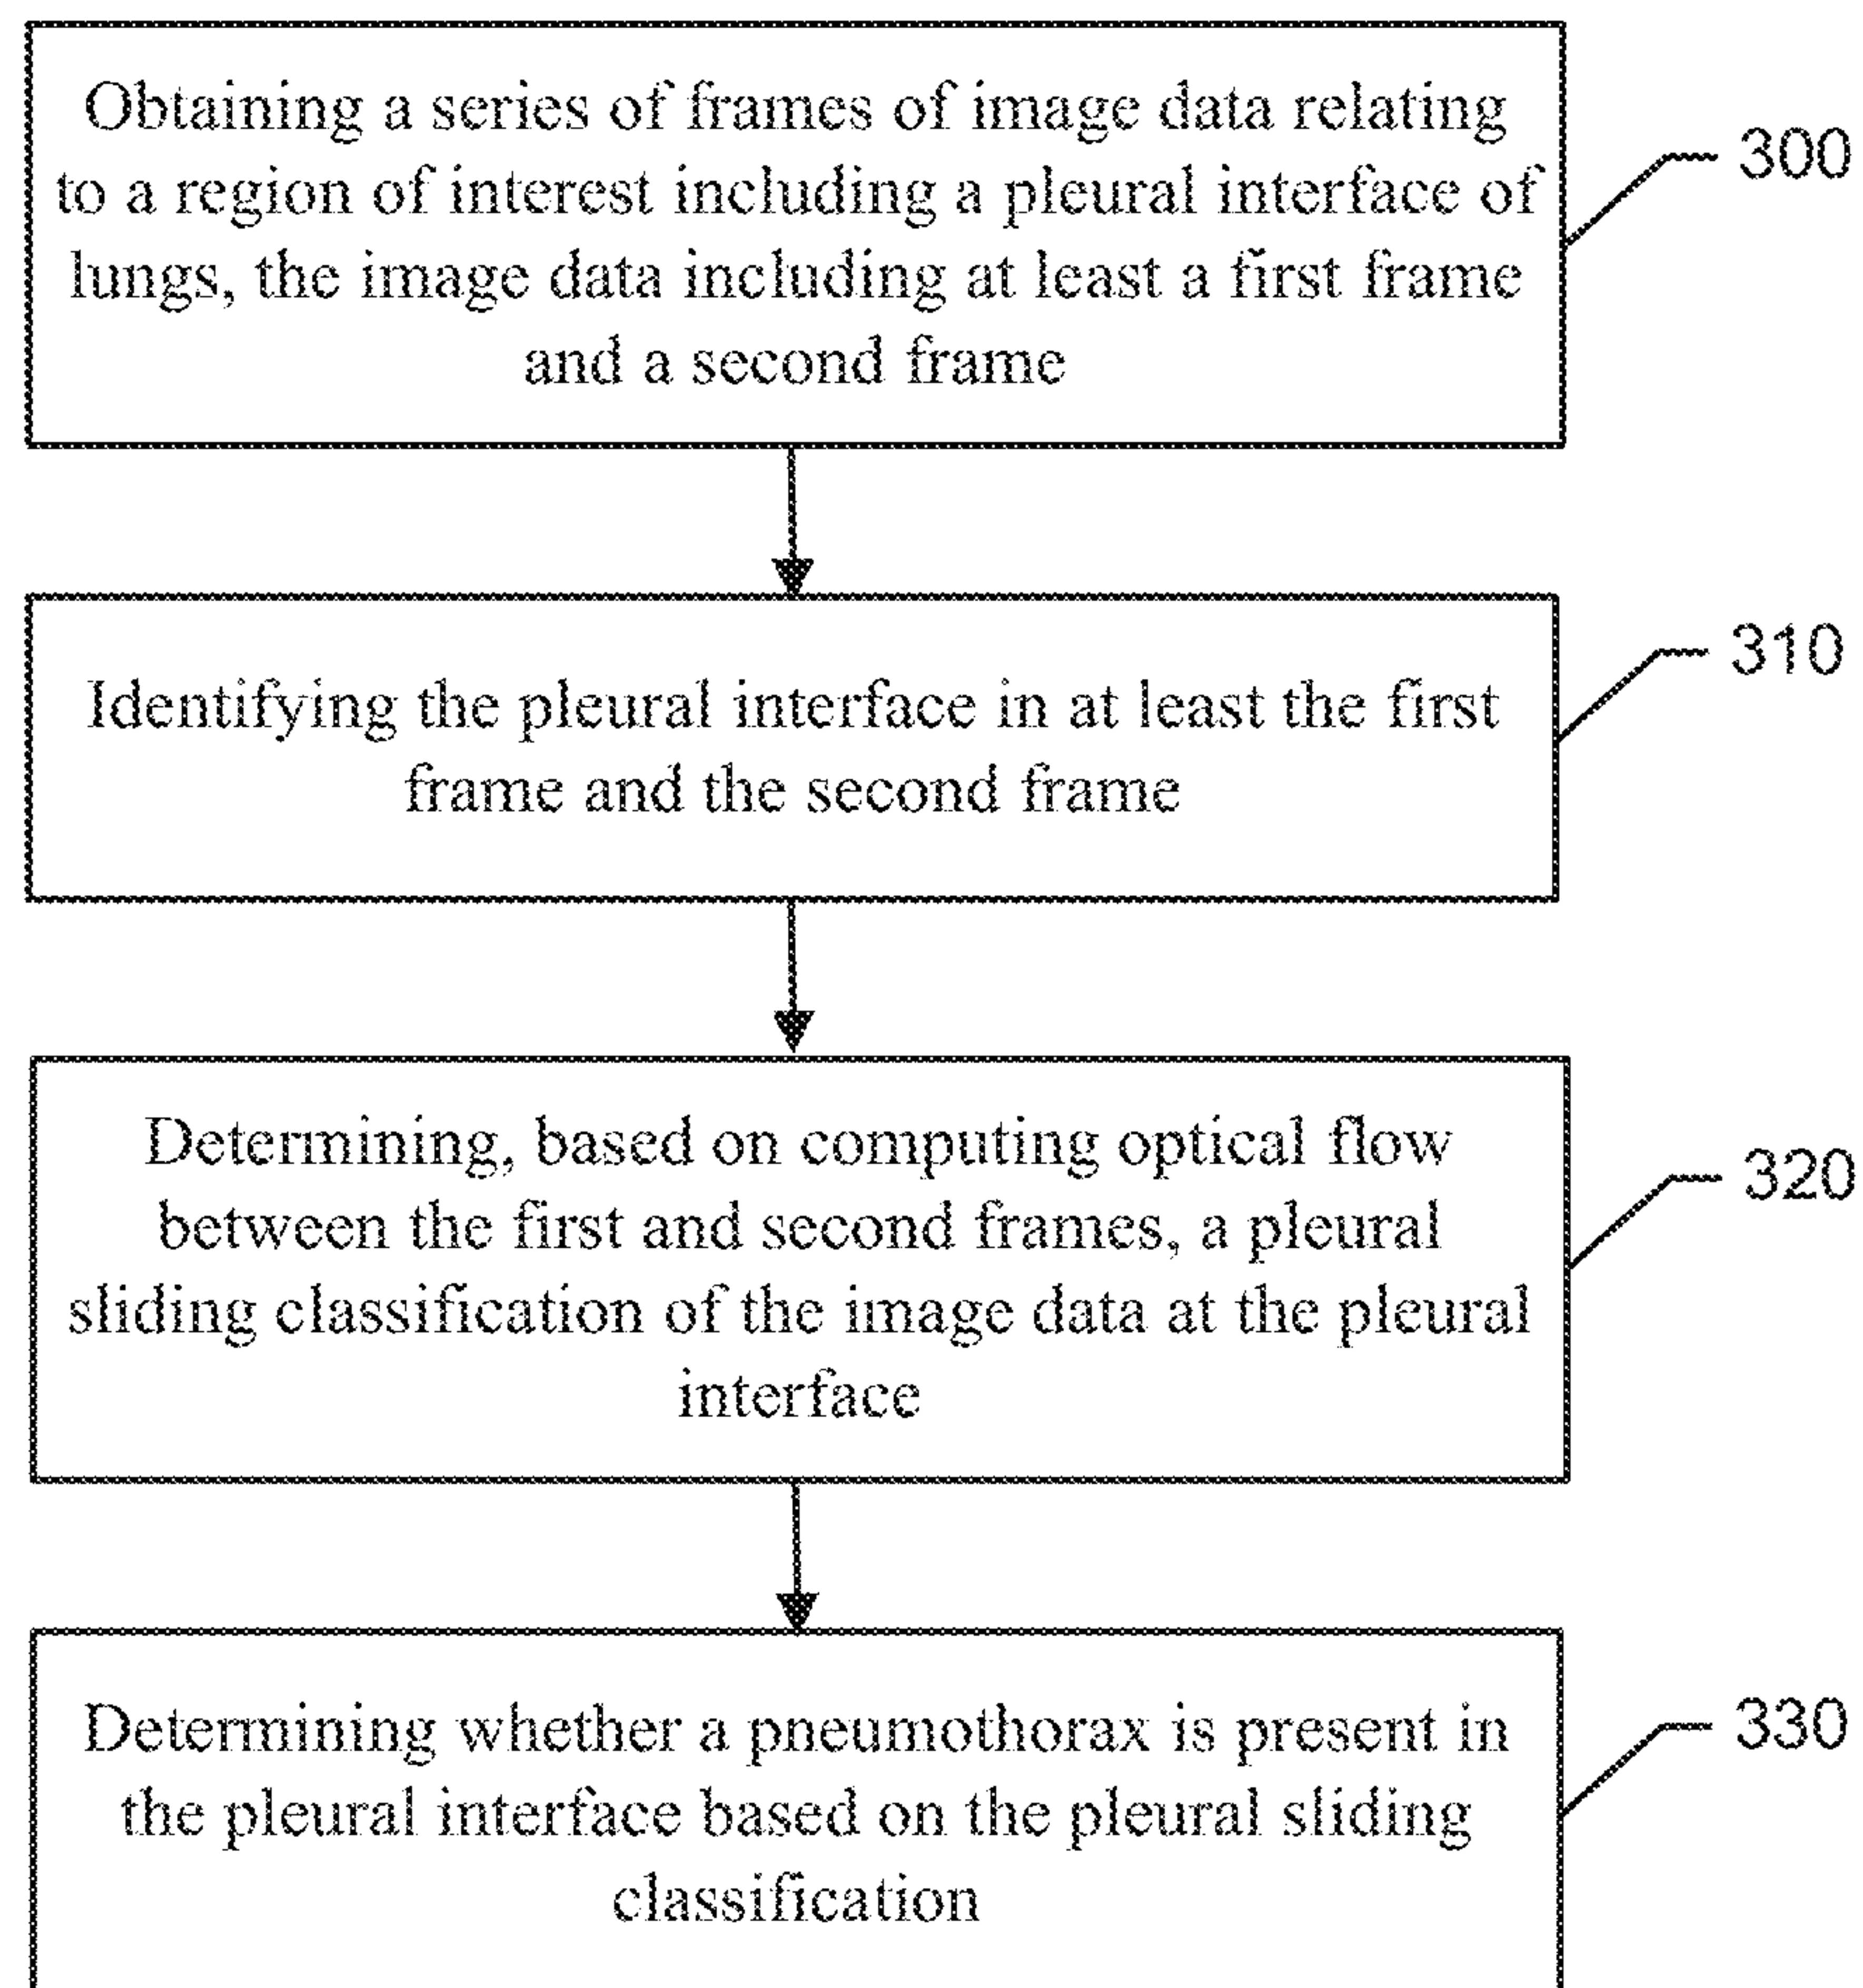 Obtaining a series of frames of image data relating
to a region of interest including a pleural interface of
lungs, the image data including at least a first frame
and a second frame
300
Identifying the pleural interface in at least the first
frame and the second frame
310
Determining, based on computing optical flow
between the first and second frames, a pleural
sliding classification of the image data at the pleural
interface
320
Determining whether a pneumothorax is present in
the pleural interface based on the pleural sliding
classification
330